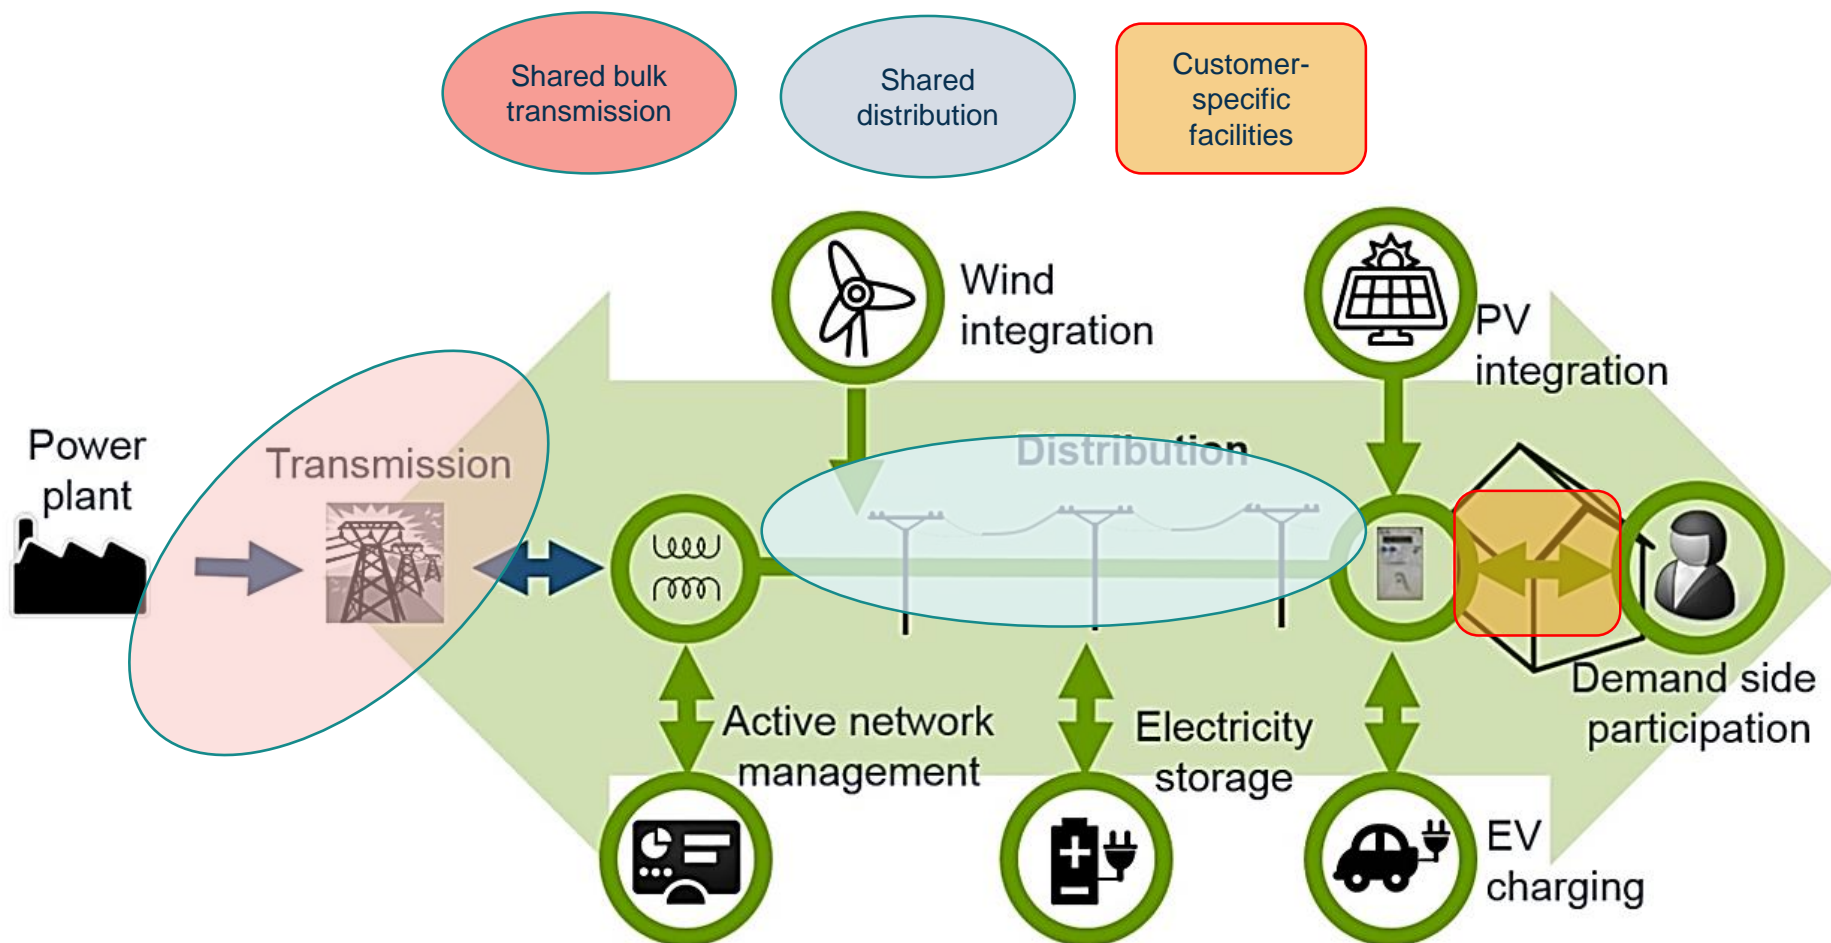 Shared bulk
transmission
Shared
distribution
Customer-
specific
facilities
Wind
integration
PV
integration
Power
plant
Transmission
Distribution
Active network
management
Electricity
storage
Demand side
participation
EV
charging